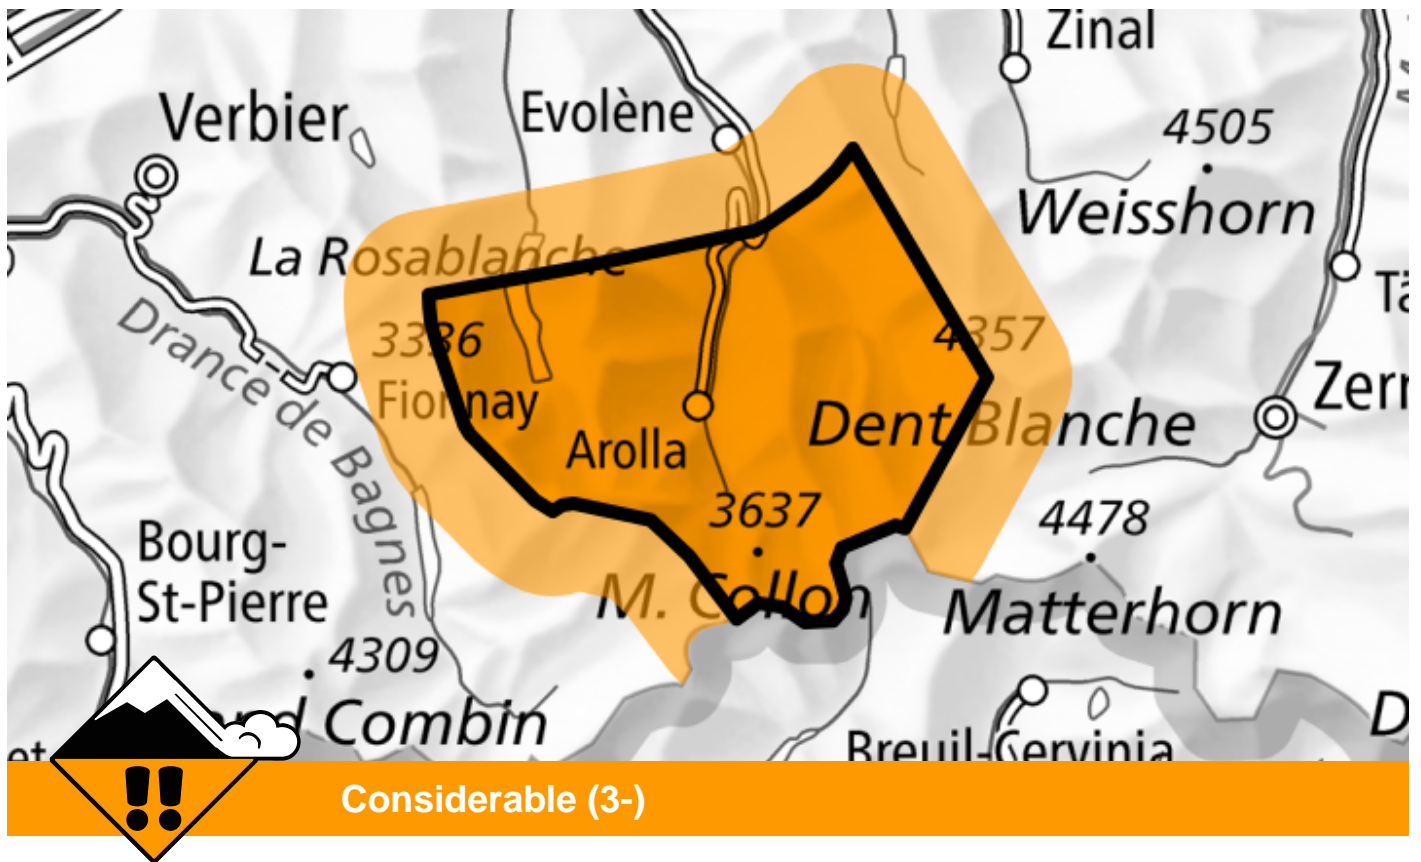 Zinal
Verbier
Evolène
4505
Weisshorn
La Rosablanche
3336
4357
Drance de Bagnes
Fionnay
Dent Blanche
Arolla
3637
4478
Bourg-
St-Pierre
M. Collon
Matterhorn
4309
Combin
Breuil-Cervinia
Considerable (3-)